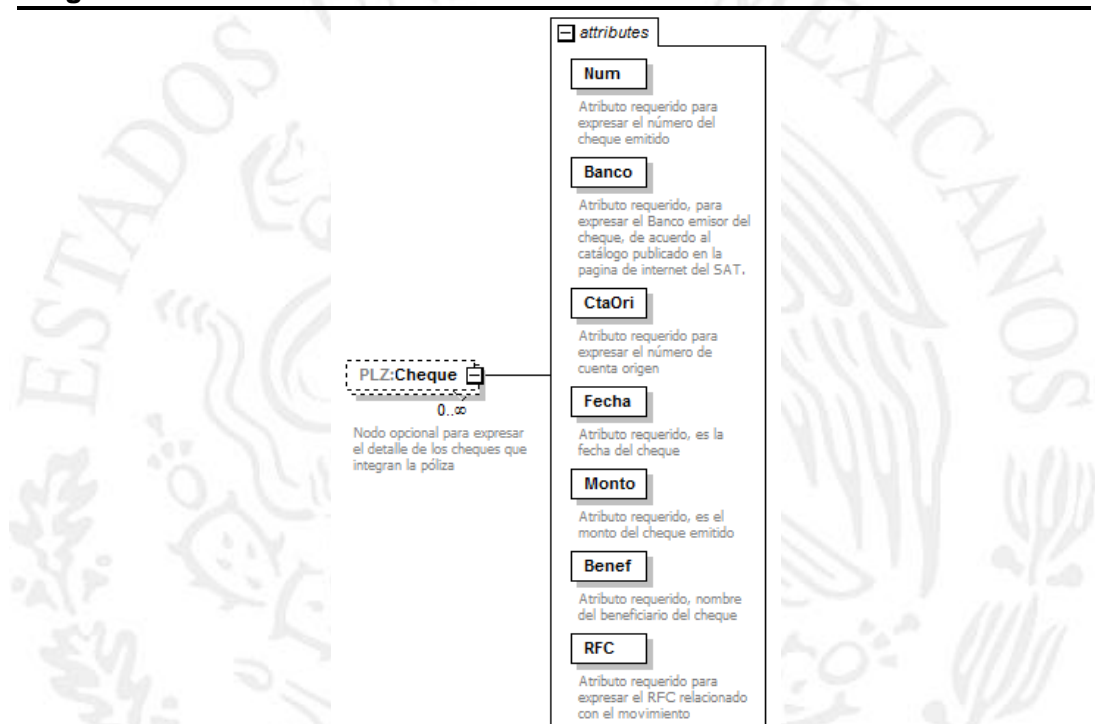 attributes
Num
Atributo requerido para
expresar el número del
cheque emitido
Banco
Atributo requerido, para
expresar el Banco emisor del
cheque, de acuerdo al
catálogo publicado en la
pagina de internet del SAT.
CtaOri
Atributo requerido para
expresar el número de
cuenta origen
PLZ:Cheque
0..∞
Nodo opcional para expresar
el detalle de los cheques que
integran la póliza
Fecha
Atributo requerido, es la
fecha del cheque
Monto
Atributo requerido, es el
monto del cheque emitido
Benef
Atributo requerido, nombre
del beneficiario del cheque
RFC
Atributo requerido para
expresar el RFC relacionado
con el movimiento
ESTADOS
MEXICANOS